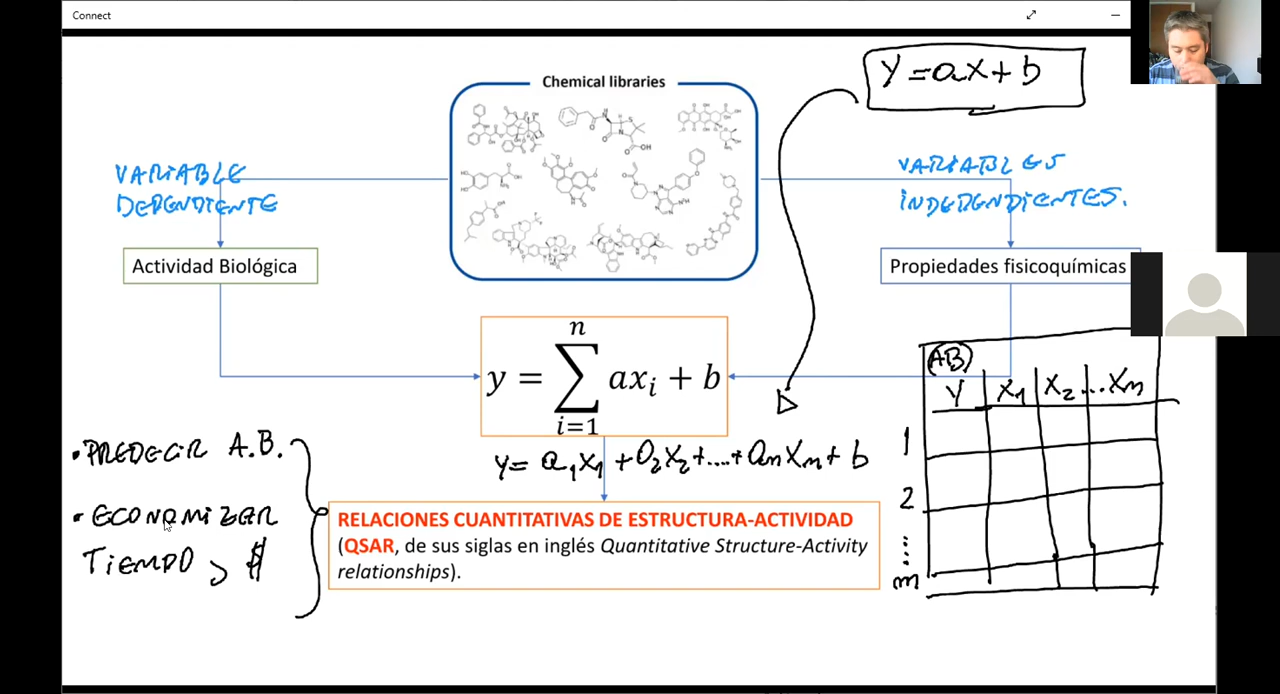 Connect
Chemical libraries
Y = aX + b
VARIABLE
DEPENDIENTE
VARIABLES
INDEPENDIENTES.
Actividad Biológica
Propiedades fisicoquímicas
n
y = ∑ axᵢ + b
i=1
y = a₁x₁ + a₂x₂ + .... + anXn + b
AB
Y X₁ X₂ ... Xn
1
2
m
• PREDECIR A.B.
• ECONOMIZAR
TIEMPO $
RELACIONES CUANTITATIVAS DE ESTRUCTURA-ACTIVIDAD
(QSAR, de sus siglas en inglés Quantitative Structure-Activity
relationships).